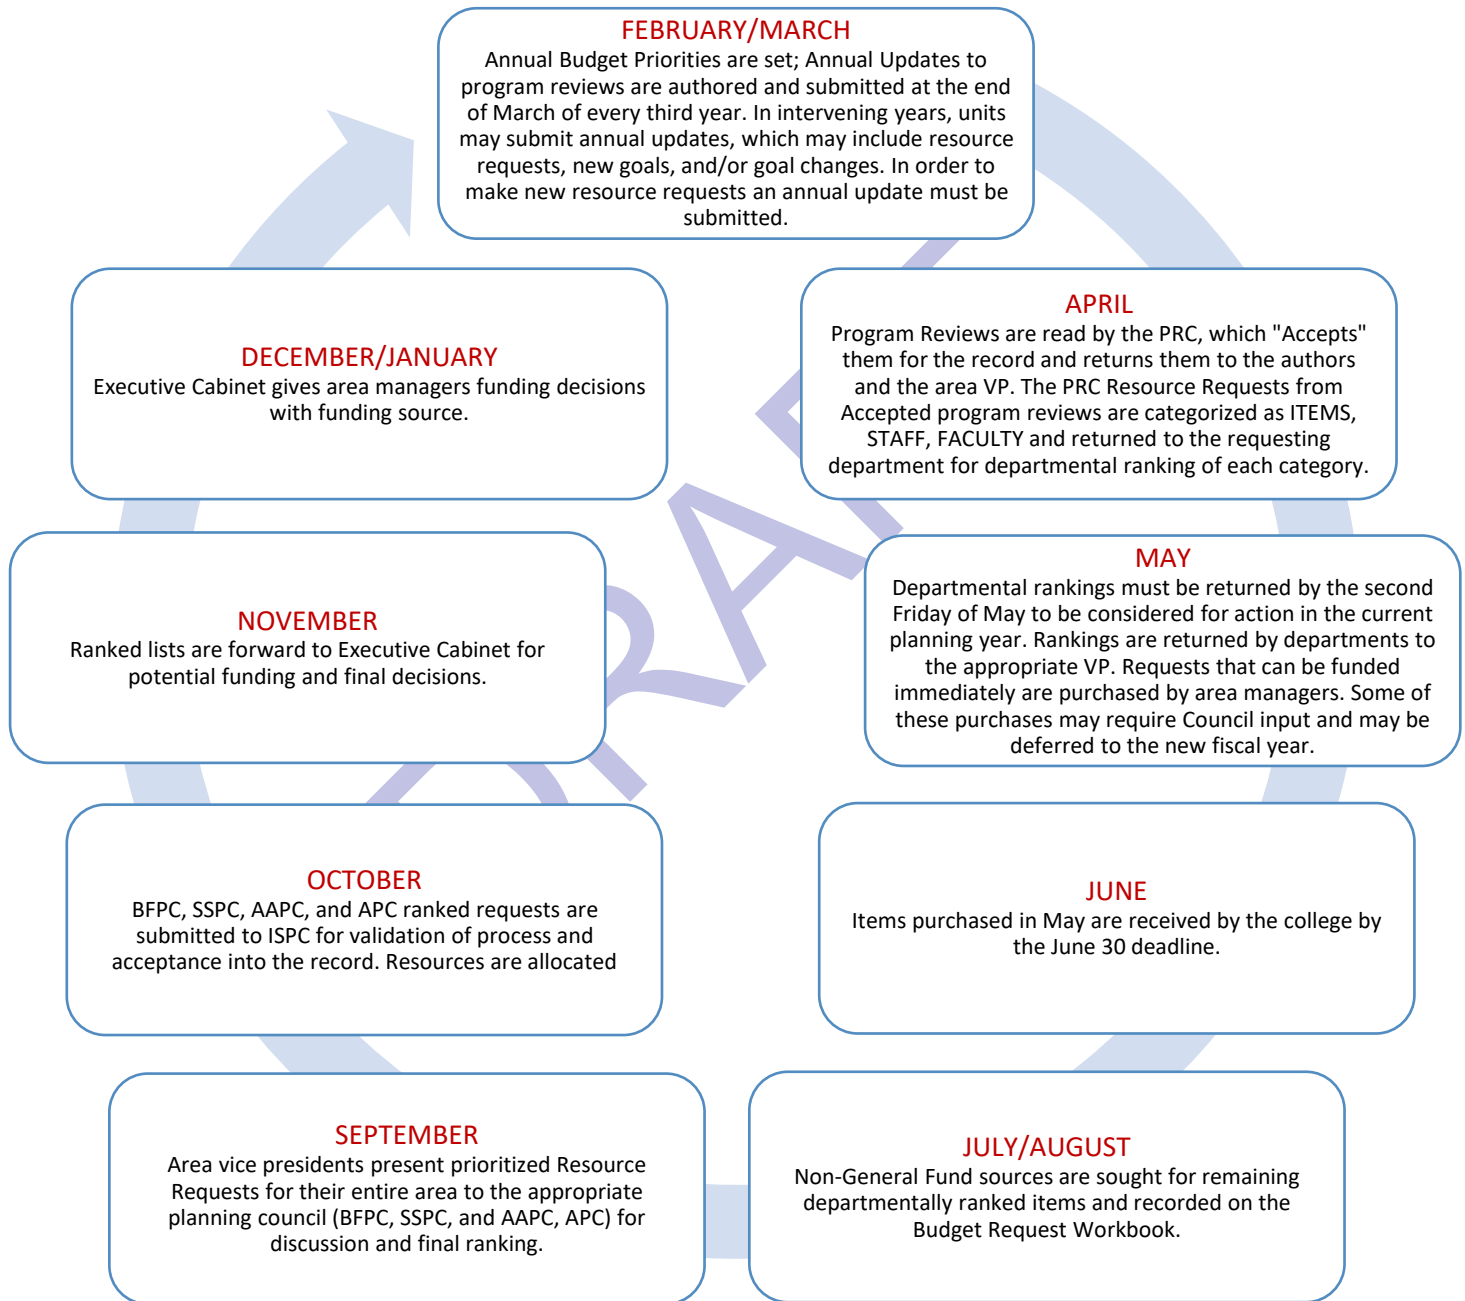 FEBRUARY/MARCH
Annual Budget Priorities are set; Annual Updates to
program reviews are authored and submitted at the end
of March of every third year. In intervening years, units
may submit annual updates, which may include resource
requests, new goals, and/or goal changes. In order to
make new resource requests an annual update must be
submitted.
APRIL
Program Reviews are read by the PRC, which "Accepts"
them for the record and returns them to the authors
and the area VP. The PRC Resource Requests from
Accepted program reviews are categorized as ITEMS,
STAFF, FACULTY and returned to the requesting
department for departmental ranking of each category.
MAY
Departmental rankings must be returned by the second
Friday of May to be considered for action in the current
planning year. Rankings are returned by departments to
the appropriate VP. Requests that can be funded
immediately are purchased by area managers. Some of
these purchases may require Council input and may be
deferred to the new fiscal year.
JUNE
Items purchased in May are received by the college by
the June 30 deadline.
JULY/AUGUST
Non-General Fund sources are sought for remaining
departmentally ranked items and recorded on the
Budget Request Workbook.
SEPTEMBER
Area vice presidents present prioritized Resource
Requests for their entire area to the appropriate
planning council (BFPC, SSPC, and AAPC, APC) for
discussion and final ranking.
OCTOBER
BFPC, SSPC, AAPC, and APC ranked requests are
submitted to ISPC for validation of process and
acceptance into the record. Resources are allocated
NOVEMBER
Ranked lists are forward to Executive Cabinet for
potential funding and final decisions.
DECEMBER/JANUARY
Executive Cabinet gives area managers funding decisions
with funding source.
DRAFT